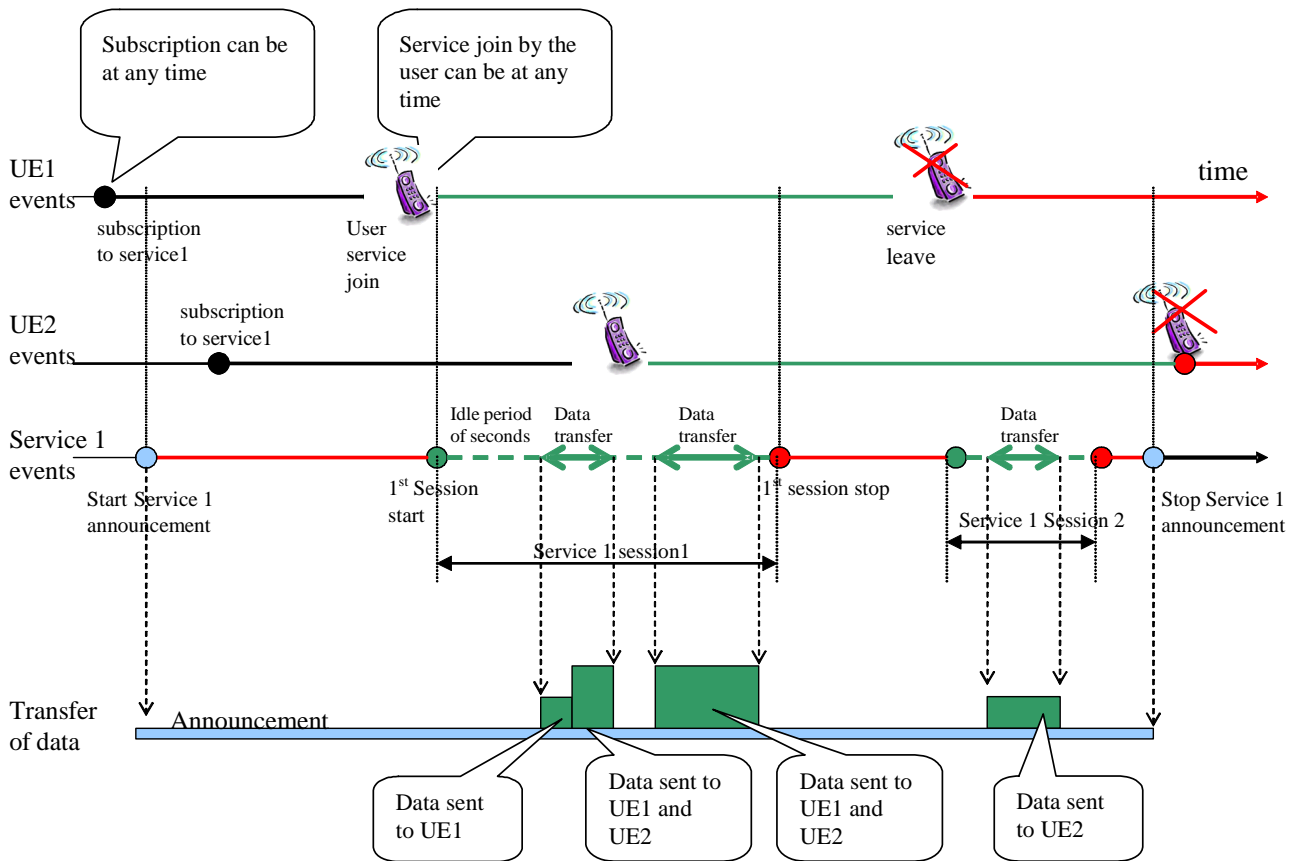 Subscription can be
at any time
Service join by the
user can be at any
time
UE1
events
time
subscription
to service1
User
service
join
service
leave
UE2
events
subscription
to service1
Service 1
events
Idle period
of seconds
Data
transfer
Data
transfer
Data
transfer
Start Service 1
announcement
1st Session
start
1st session stop
Service 1 Session 2
Stop Service 1
announcement
Service 1 session1
Transfer
of data
Announcement
Data sent
to UE1
Data sent to
UE1 and
UE2
Data sent to
UE1 and
UE2
Data sent
to UE2